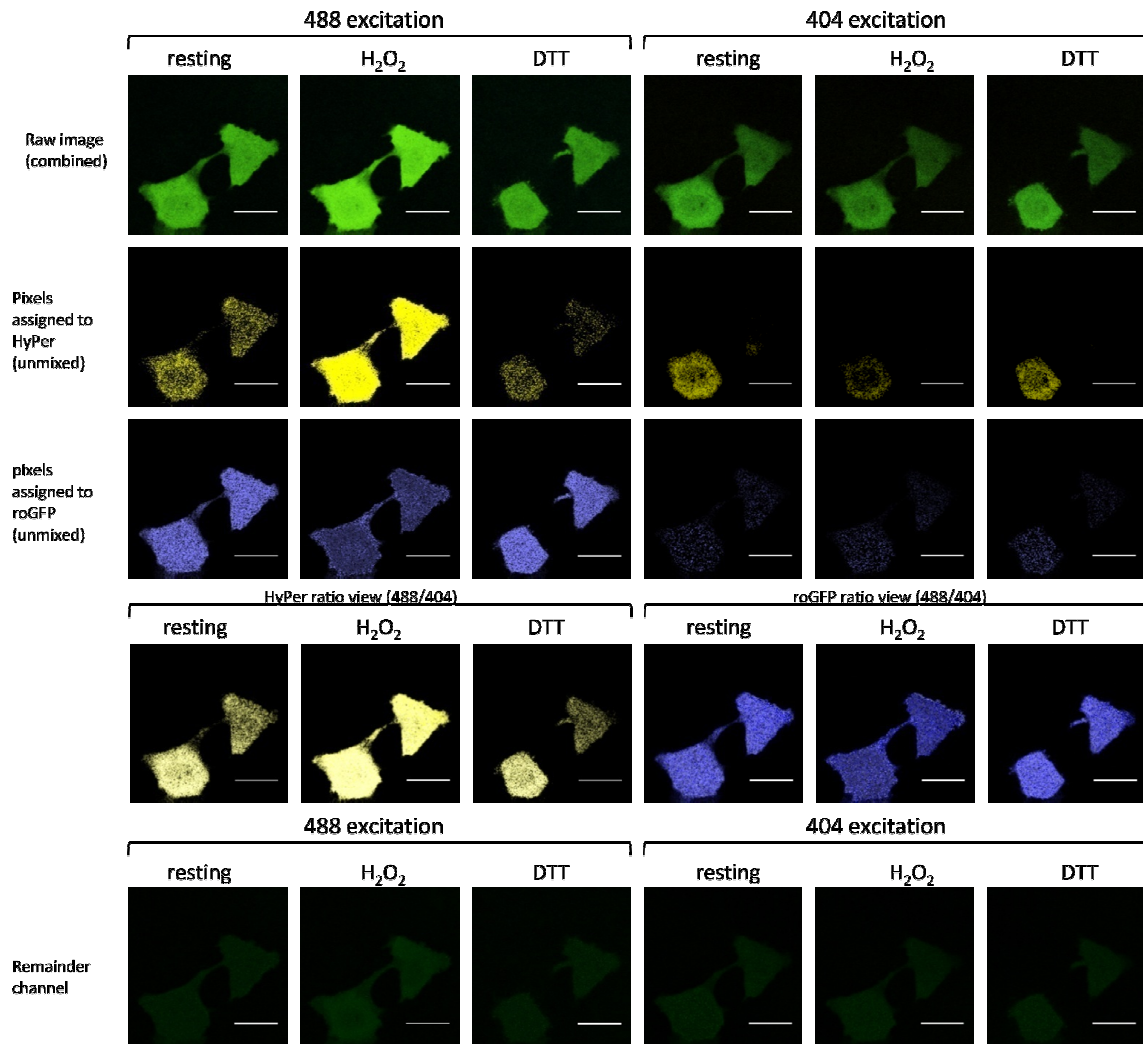 488 excitation 404 excitation
resting H₂O₂ DTT resting H₂O₂ DTT
Raw image
(combined)
Pixels
assigned to
HyPer
(unmixed)
pixels
assigned to
roGFP
(unmixed)
HyPer ratio view (488/404) roGFP ratio view (488/404)
resting H₂O₂ DTT resting H₂O₂ DTT
488 excitation 404 excitation
resting H₂O₂ DTT resting H₂O₂ DTT
Remainder
channel